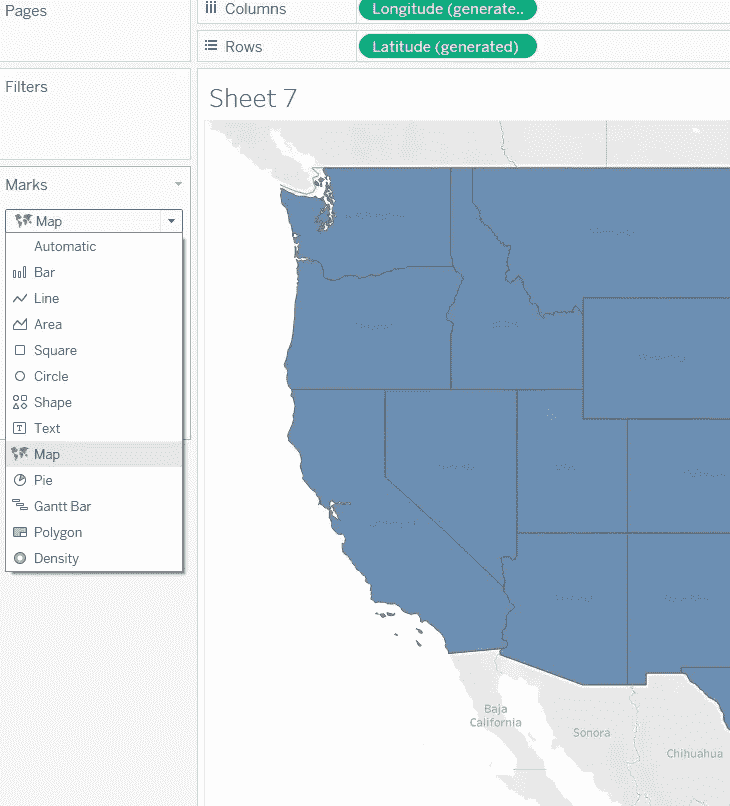 Pages
Columns
Longitude (generate..
Rows
Latitude (generated)
Filters
Sheet 7
Marks
Map
Automatic
Bar
Line
Area
Square
Circle
Shape
Text
Map
Pie
Gantt Bar
Polygon
Density
Baja
California
Sonora
Chihuahua